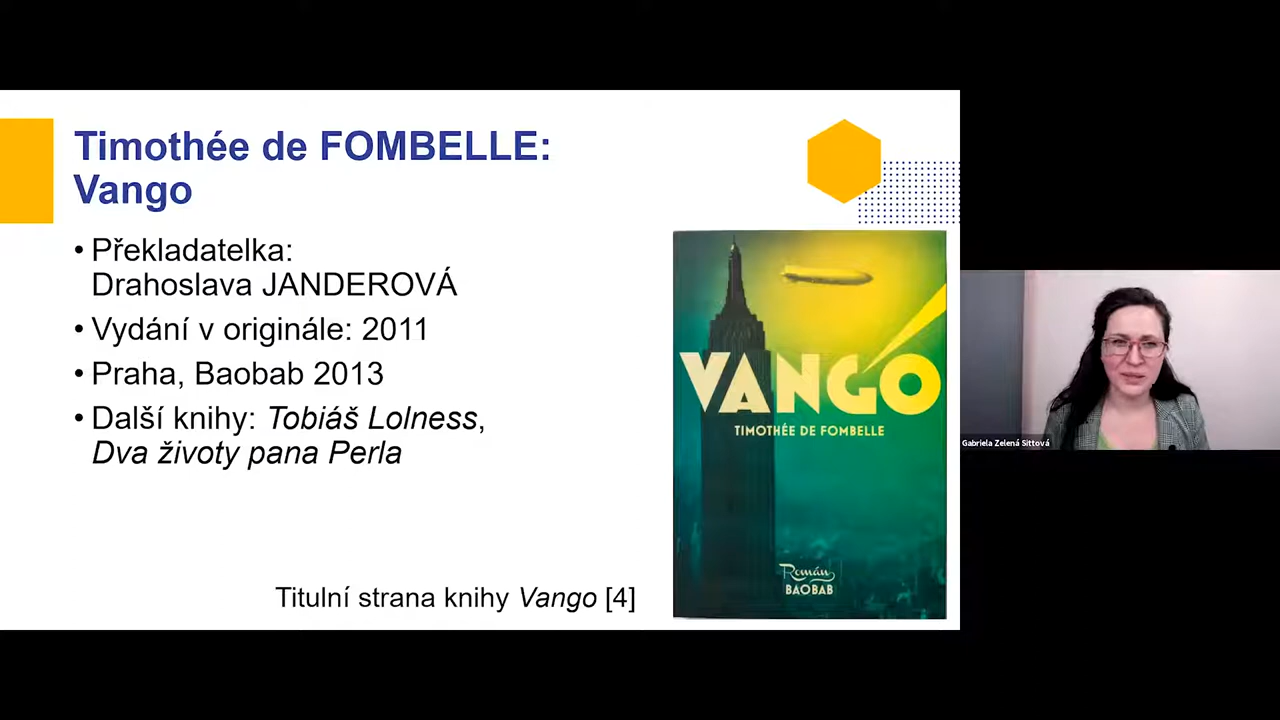 Timothée de FOMBELLE:
Vango
• Překladatelka:
Drahoslava JANDEROVÁ
• Vydání v originále: 2011
• Praha, Baobab 2013
• Další knihy: Tobiáš Lolness,
Dva životy pana Perla
Titulní strana knihy Vango [4]
VANGO
TIMOTHÉE DE FOMBELLE
Román
BAOBAB
Gabriela Zelená Sittová